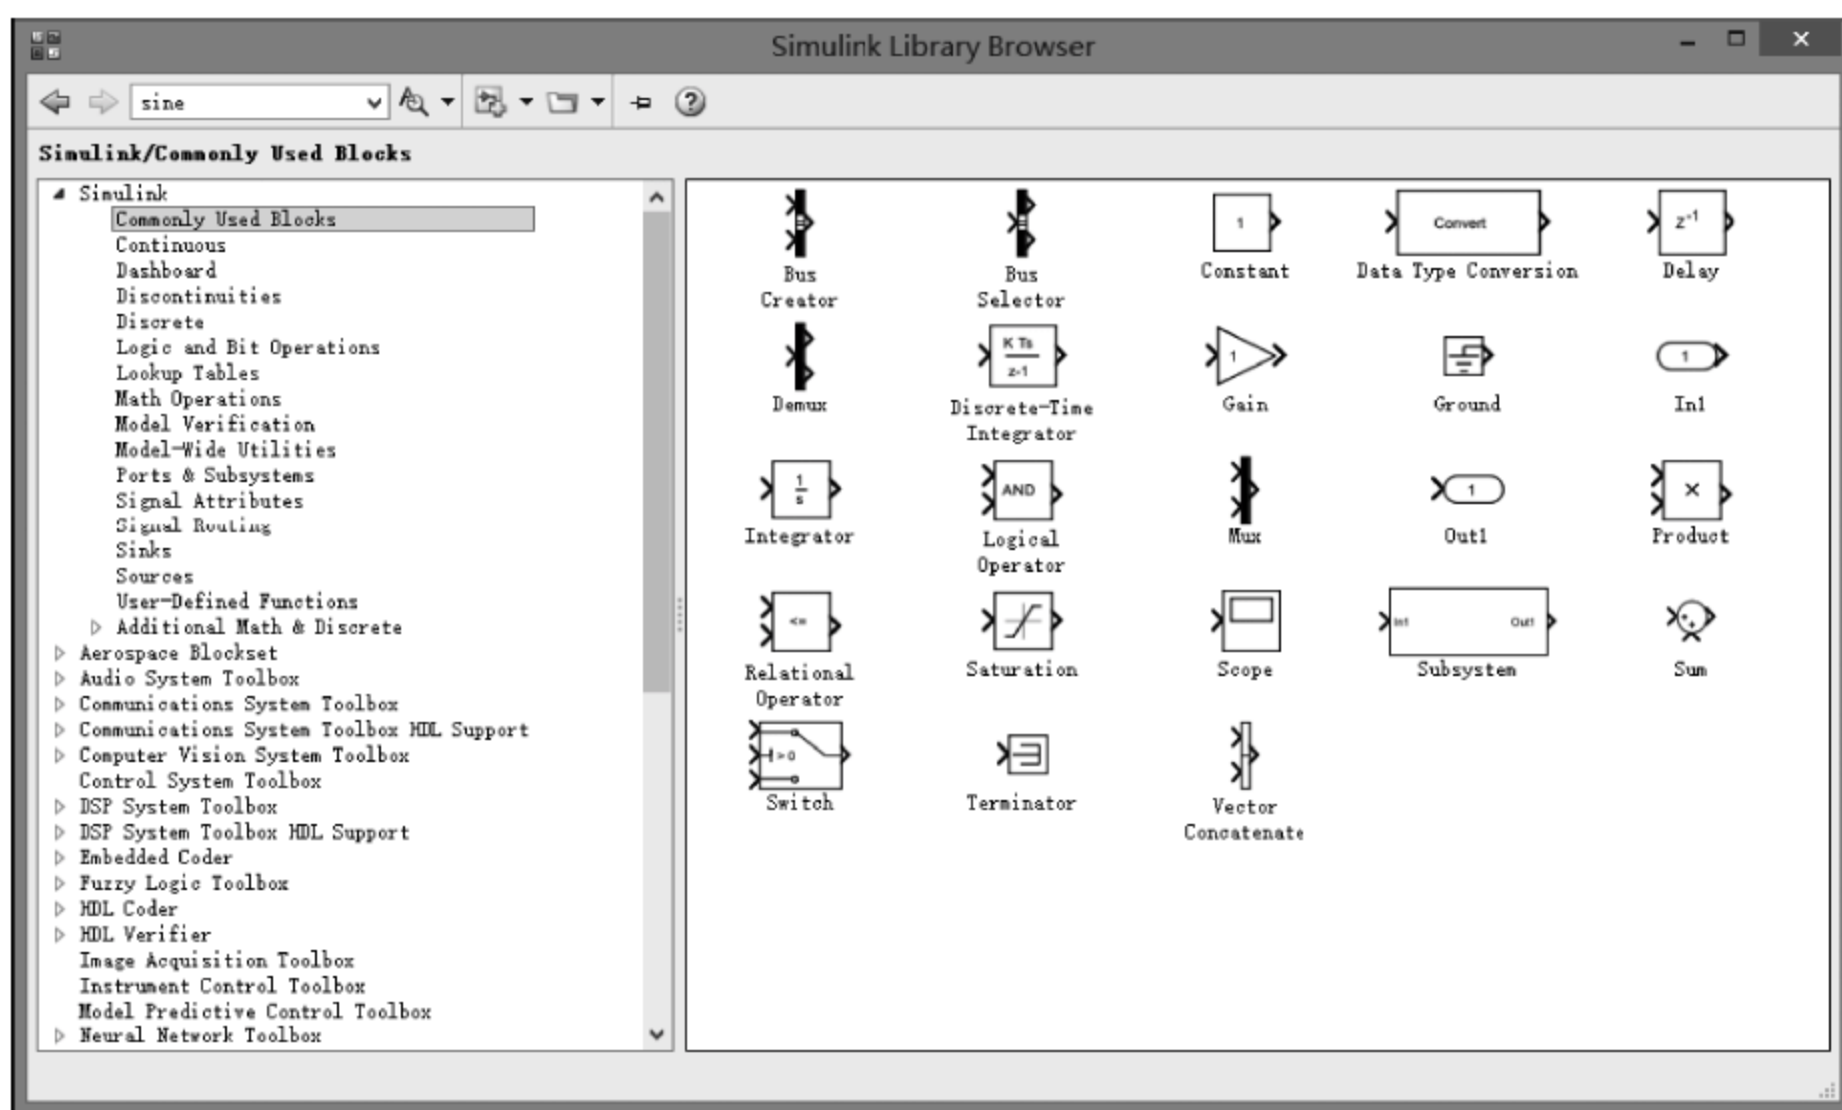 Simulink Library Browser
sine
Simulink/Commonly Used Blocks
Simulink
Commonly Used Blocks
Continuous
Dashboard
Discontinuities
Discrete
Logic and Bit Operations
Lookup Tables
Math Operations
Model Verification
Model-Wide Utilities
Ports & Subsystems
Signal Attributes
Signal Routing
Sinks
Sources
User-Defined Functions
Additional Math & Discrete
Aerospace Blockset
Audio System Toolbox
Communications System Toolbox
Communications System Toolbox HDL Support
Computer Vision System Toolbox
Control System Toolbox
DSP System Toolbox
DSP System Toolbox HDL Support
Embedded Coder
Fuzzy Logic Toolbox
HDL Coder
HDL Verifier
Image Acquisition Toolbox
Instrument Control Toolbox
Model Predictive Control Toolbox
Neural Network Toolbox
Bus
Creator
Bus
Selector
1
Constant
Convert
Data Type Conversion
z-1
Delay
Demux
K Ts
z-1
Discrete-Time
Integrator
1
Gain
Ground
1
In1
1
s
Integrator
AND
Logical
Operator
Mux
1
Out1
×
Product
<=
Relational
Operator
Saturation
Scope
In1
Out1
Subsystem
+
+
Sum
> 0
Switch
Terminator
Vector
Concatenate